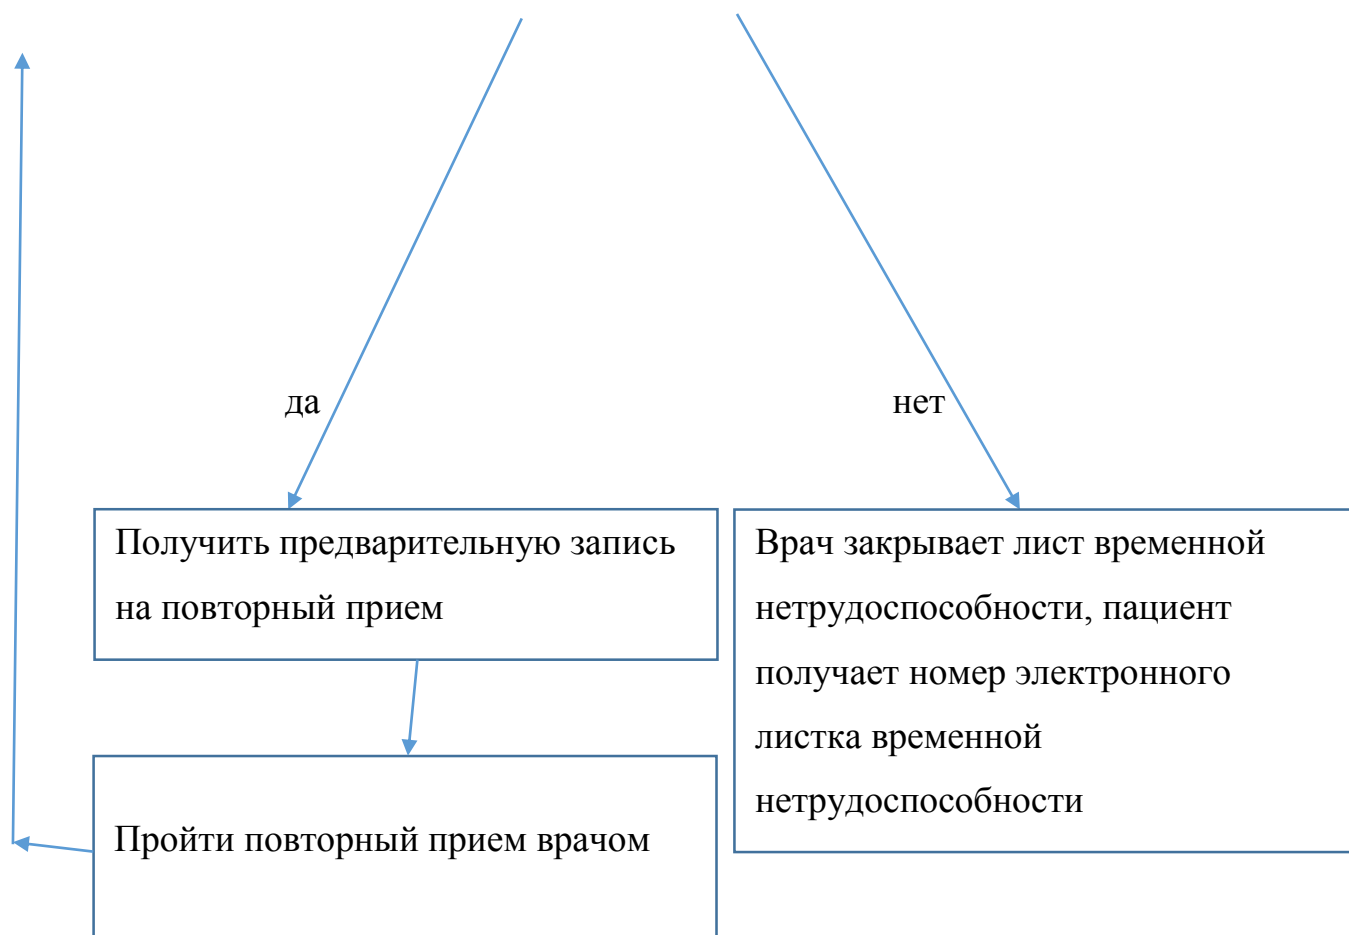 да
нет
Получить предварительную запись
на повторный прием
Врач закрывает лист временной
нетрудоспособности, пациент
получает номер электронного
листка временной
нетрудоспособности
Пройти повторный прием врачом